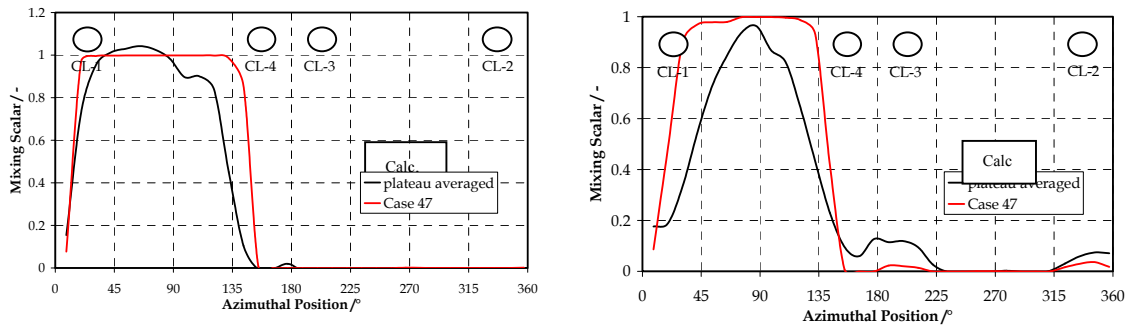 1.2
1
0.8
0.6
0.4
0.2
0
Mixing Scalar / -
CL-1
CL-4
CL-3
CL-2
Calc.
plateau averaged
Case 47
0 45 90 135 180 225 270 315 360
Azimuthal Position /°
1
0.8
0.6
0.4
0.2
0
Mixing Scalar / -
CL-1
CL-4
CL-3
CL-2
Calc
plateau averaged
Case 47
0 45 90 135 180 225 270 315 360
Azimuthal Position /°